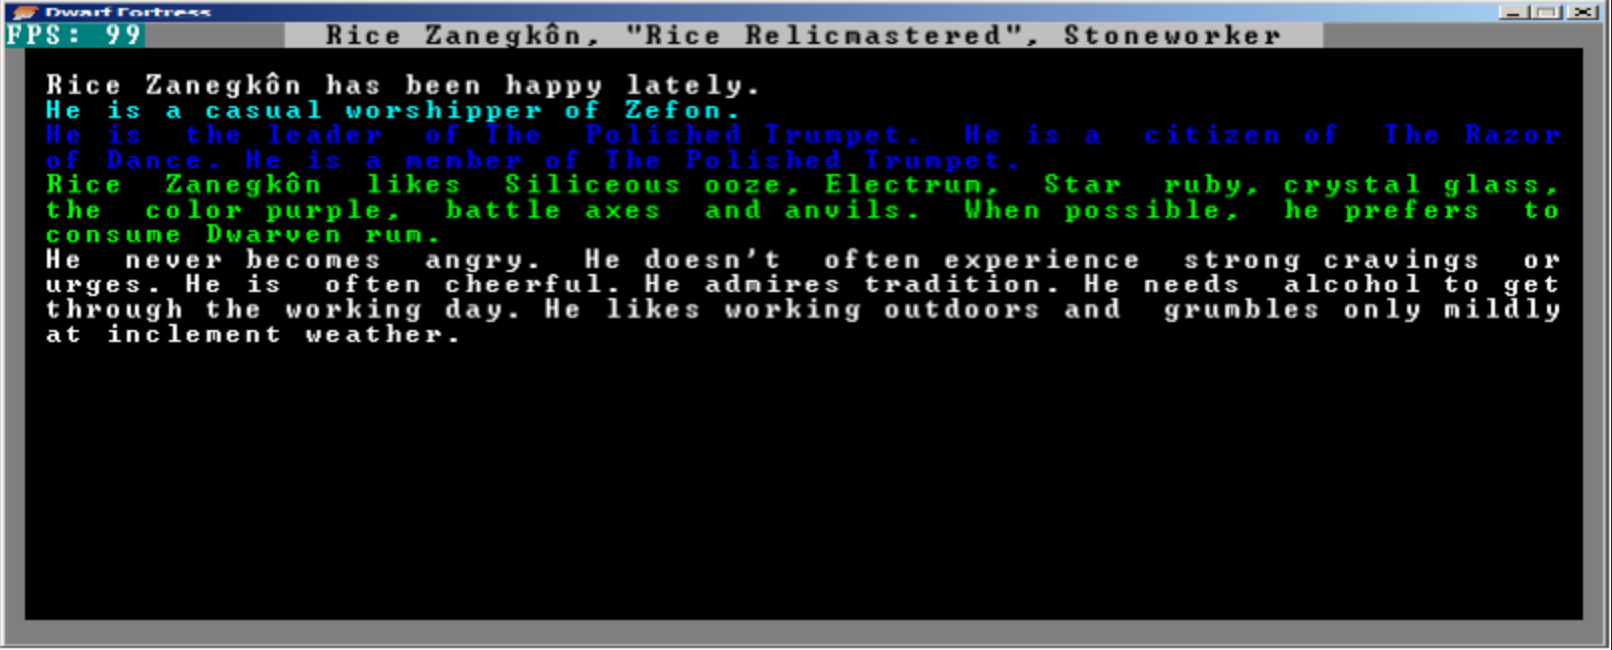 Dwarf Fortress
FPS: 99 Rice Zanegkôn, "Rice Relicmastered", Stoneworker
Rice Zanegkôn has been happy lately.
He is a casual worshipper of Zefon.
He is the leader of The Polished Trumpet. He is a citizen of The Razor
of Dance. He is a member of The Polished Trumpet.
Rice Zanegkôn likes Siliceous ooze, Electrum, Star ruby, crystal glass,
the color purple, battle axes and anvils. When possible, he prefers to
consume Dwarven rum.
He never becomes angry. He doesn't often experience strong cravings or
urges. He is often cheerful. He admires tradition. He needs alcohol to get
through the working day. He likes working outdoors and grumbles only mildly
at inclement weather.